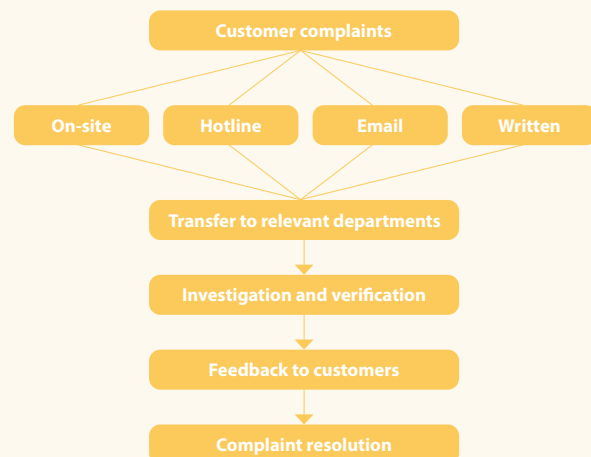 Customer complaints
On-site
Hotline
Email
Written
Transfer to relevant departments
Investigation and verification
Feedback to customers
Complaint resolution